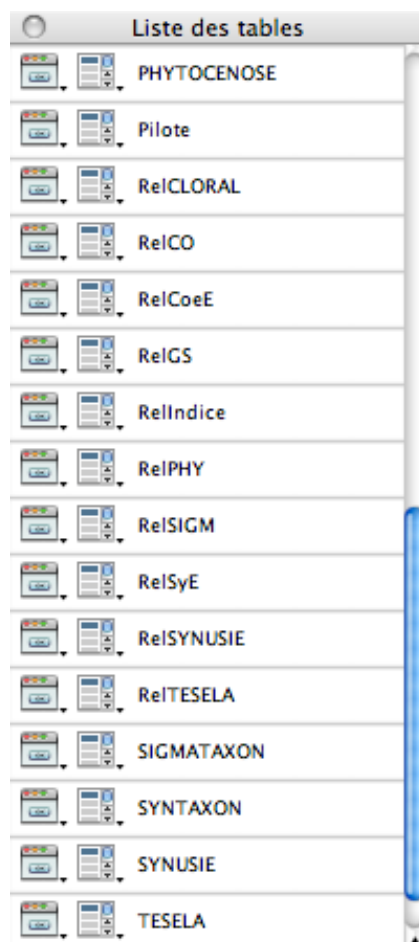 Liste des tables
PHYTOCENOSE
Pilote
RelCLORAL
RelCO
RelCoeE
RelGS
RelIndice
RelPHY
RelSIGM
RelSyE
RelSYNUSIE
RelTESELA
SIGMATAXON
SYNTAXON
SYNUSIE
TESELA